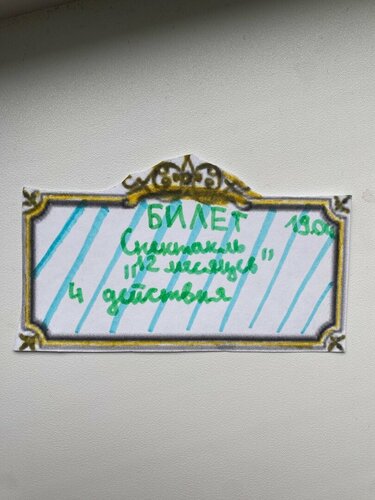 БИЛЕТ 19.00
Спектакль
"12 месяцев"
4 действия